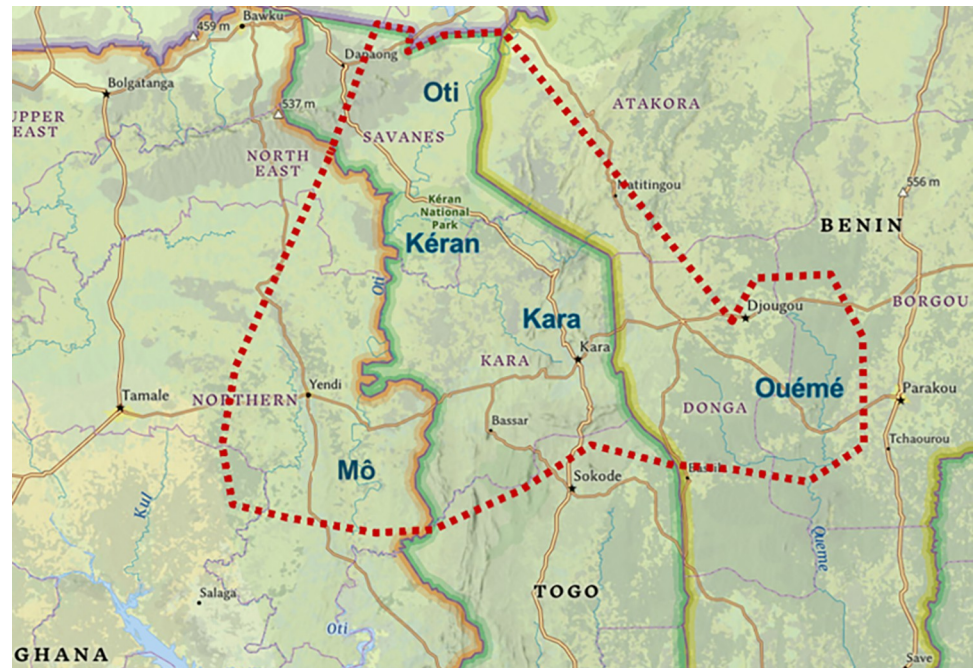 Bawku
459 m
Dapaong
Bolgatanga
Oti
UPPER
EAST
537 m
SAVANES
ATAKORA
NORTH
EAST
Natitingou
556 m
Kéran
National
Park
BENIN
Kéran
Oti
BORGOU
Djougou
Kara
Kara
KARA
Yendi
Ouémé
Parakou
Tamale
NORTHERN
DONGA
Bassar
Tchaourou
Mô
Sokode
Bassila
Kul
Oueme
TOGO
Salaga
Oti
GHANA
Save